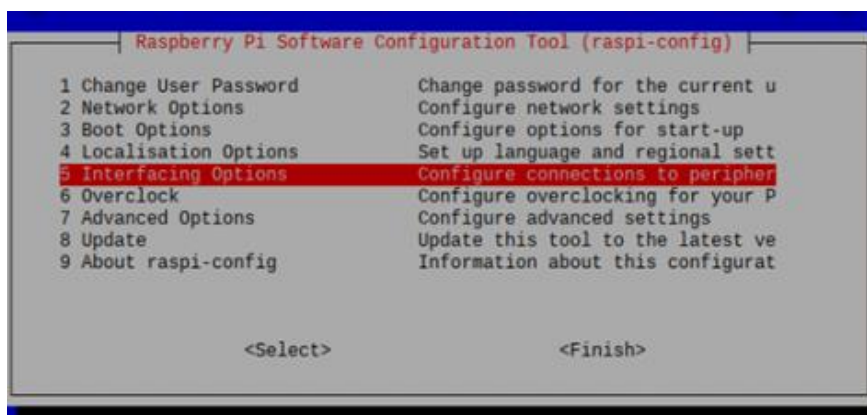 Raspberry Pi Software Configuration Tool (raspi-config)
1 Change User Password Change password for the current u
2 Network Options Configure network settings
3 Boot Options Configure options for start-up
4 Localisation Options Set up language and regional sett
5 Interfacing Options Configure connections to peripher
6 Overclock Configure overclocking for your P
7 Advanced Options Configure advanced settings
8 Update Update this tool to the latest ve
9 About raspi-config Information about this configurat
<Select> <Finish>